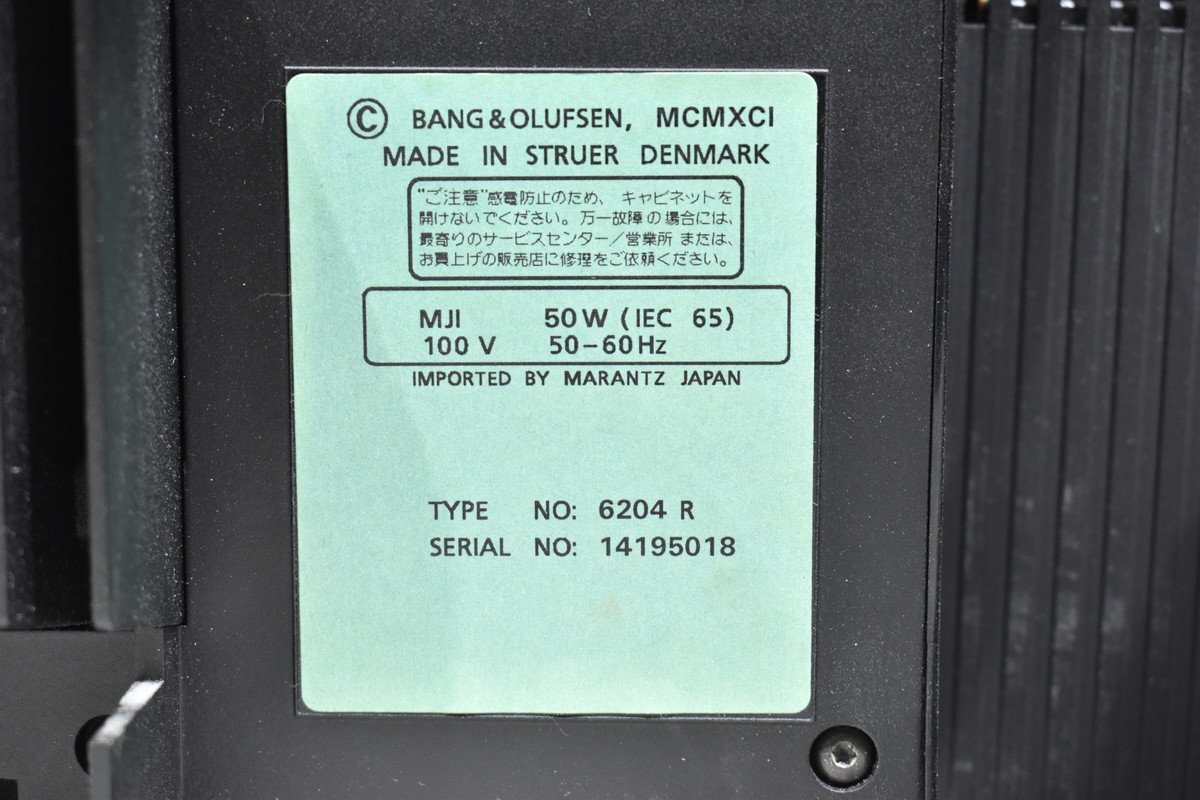 © BANG & OLUFSEN, MCMXCI
MADE IN STRUER DENMARK
"ご注意"感電防止のため、キャビネットを
開けないでください。万一故障の場合には、
最寄りのサービスセンター/営業所または、
お買上げの販売店に修理をご依頼ください。
MJI 50W (IEC 65)
100 V 50-60Hz
IMPORTED BY MARANTZ JAPAN
TYPE NO: 6204 R
SERIAL NO: 14195018